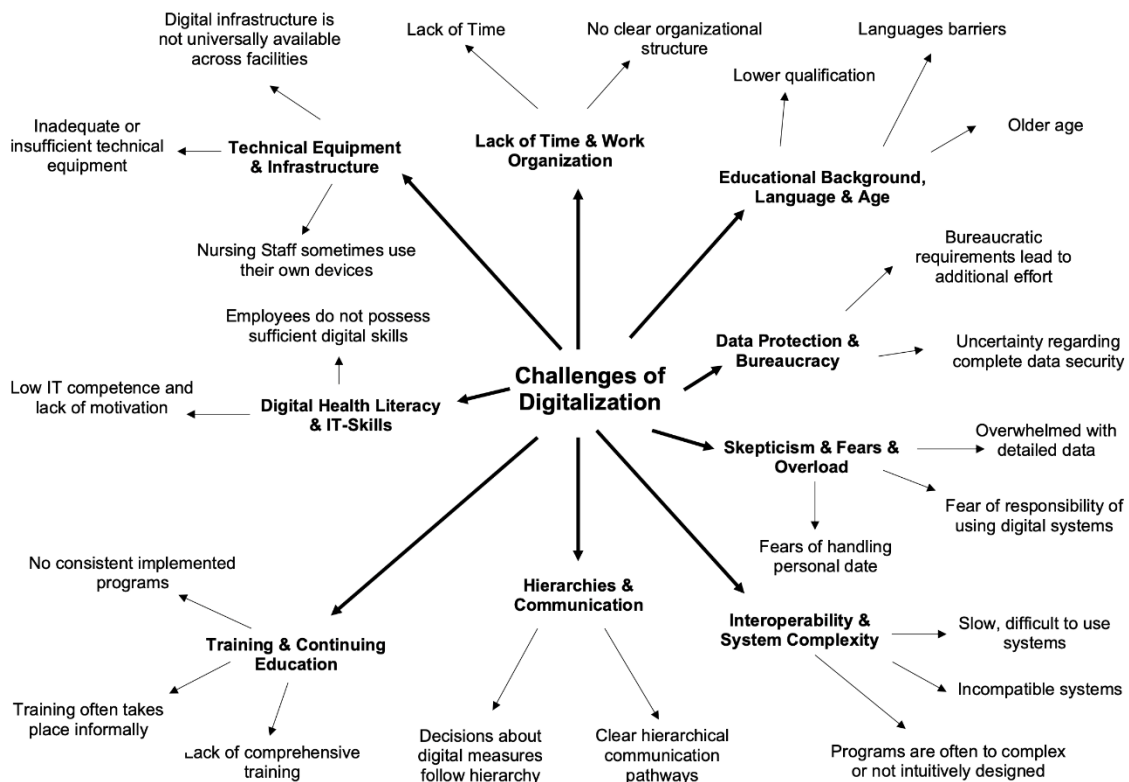 Digital infrastructure is
not universally available
across facilities
Lack of Time
No clear organizational
structure
Languages barriers
Lower qualification
Older age
Inadequate or
insufficient technical
equipment
Technical Equipment
& Infrastructure
Lack of Time & Work
Organization
Educational Background,
Language & Age
Nursing Staff sometimes use
their own devices
Bureaucratic
requirements lead to
additional effort
Employees do not possess
sufficient digital skills
Data Protection &
Bureaucracy
Uncertainty regarding
complete data security
Challenges of
Digitalization
Low IT competence and
lack of motivation
Digital Health Literacy
& IT-Skills
Skepticism & Fears &
Overload
Overwhelmed with
detailed data
Fear of responsibility of
using digital systems
Fears of handling
personal date
No consistent implemented
programs
Hierarchies &
Communication
Interoperability &
System Complexity
Slow, difficult to use
systems
Training & Continuing
Education
Incompatible systems
Training often takes
place informally
Lack of comprehensive
training
Decisions about
digital measures
follow hierarchy
Clear hierarchical
communication
pathways
Programs are often to complex
or not intuitively designed